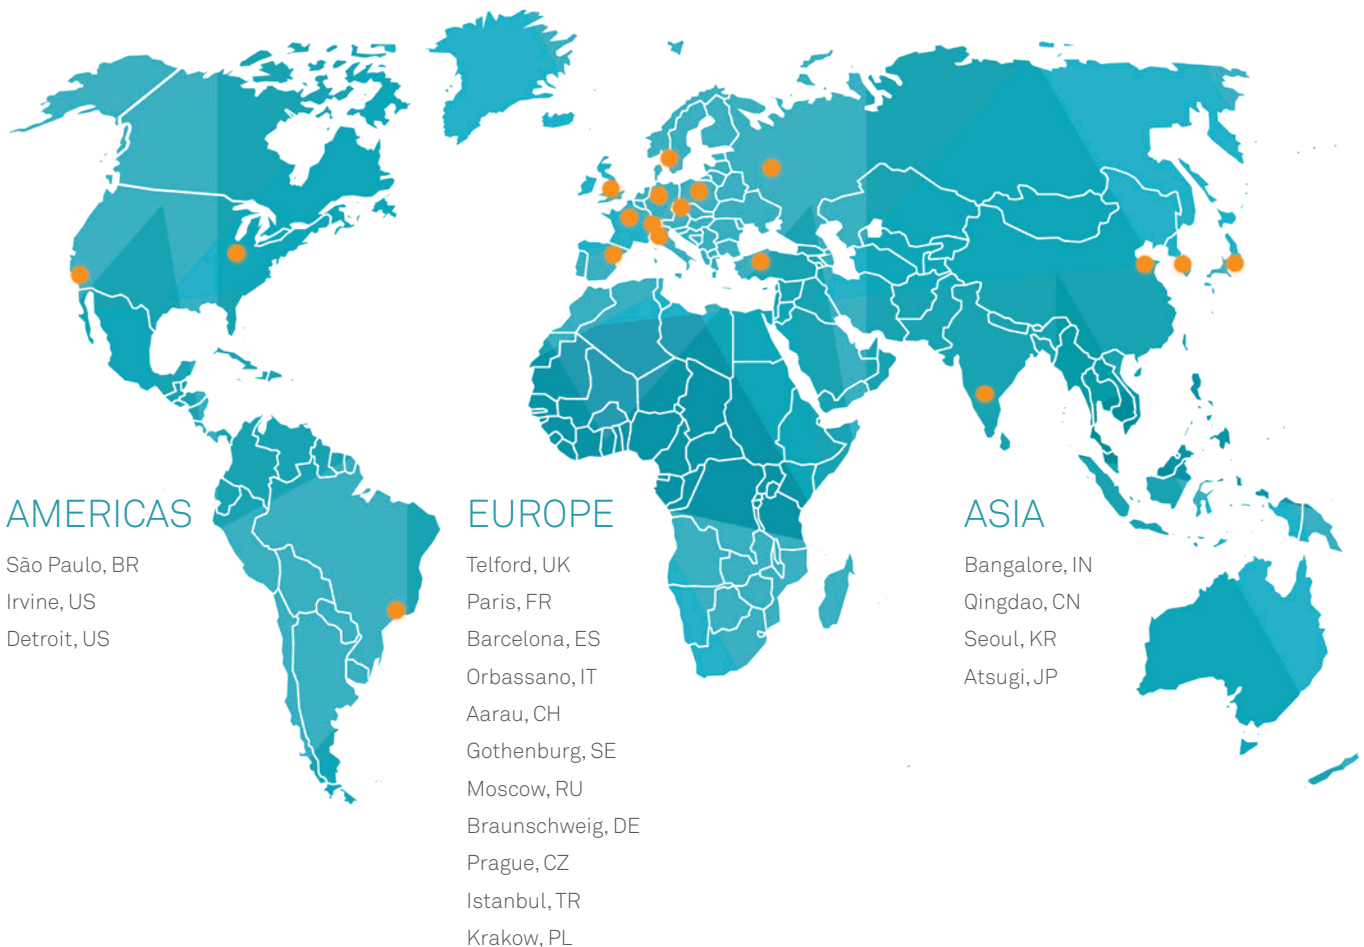 AMERICAS
São Paulo, BR
Irvine, US
Detroit, US
EUROPE
Telford, UK
Paris, FR
Barcelona, ES
Orbassano, IT
Aarau, CH
Gothenburg, SE
Moscow, RU
Braunschweig, DE
Prague, CZ
Istanbul, TR
Krakow, PL
ASIA
Bangalore, IN
Qingdao, CN
Seoul, KR
Atsugi, JP